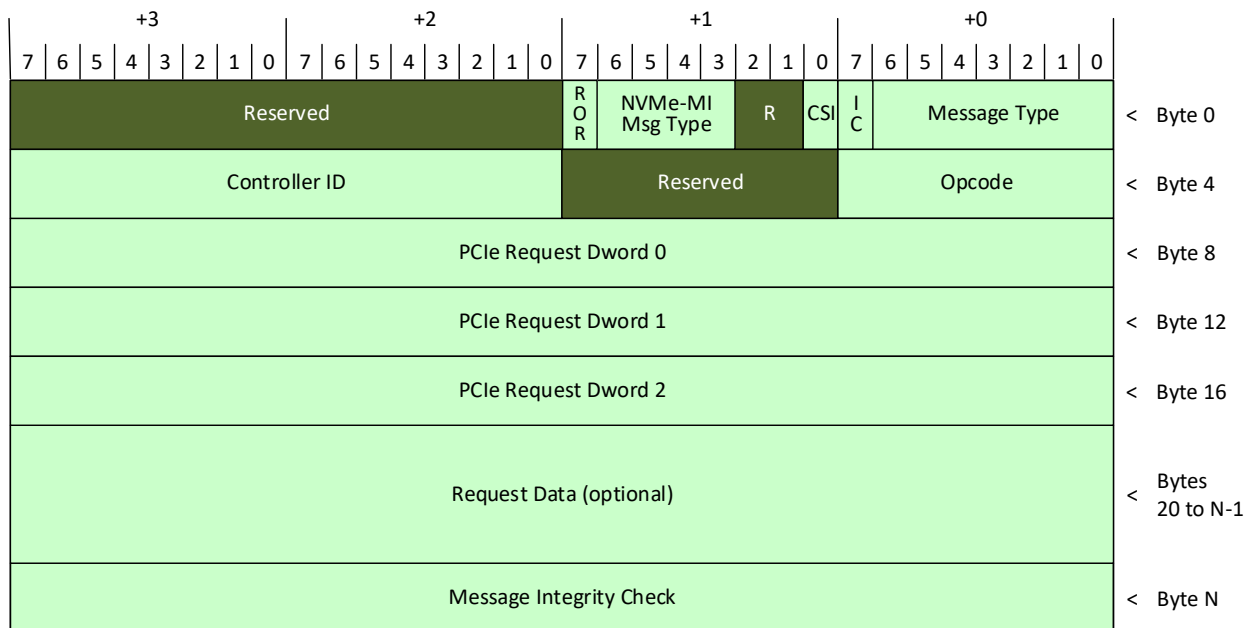 +3 +2 +1 +0
7 6 5 4 3 2 1 0 7 6 5 4 3 2 1 0 7 6 5 4 3 2 1 0 7 6 5 4 3 2 1 0
Reserved ROR NVMe-MI Msg Type R CSI IC Message Type < Byte 0
Controller ID Reserved Opcode < Byte 4
PCIe Request Dword 0 < Byte 8
PCIe Request Dword 1 < Byte 12
PCIe Request Dword 2 < Byte 16
Request Data (optional) < Bytes 20 to N-1
Message Integrity Check < Byte N